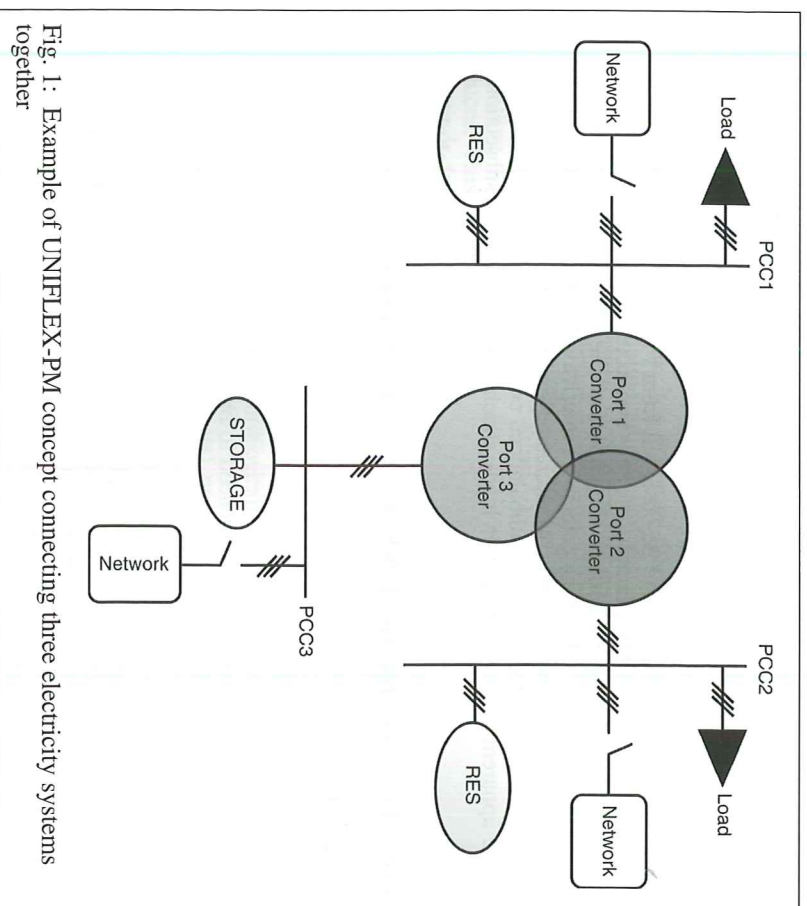 Load
PCC1
Network
RES
Port 1
Converter
Port 2
Converter
Port 3
Converter
PCC2
Load
Network
RES
STORAGE
Network
PCC3
Fig. 1: Example of UNIFLEX-PM concept connecting three electricity systems
together